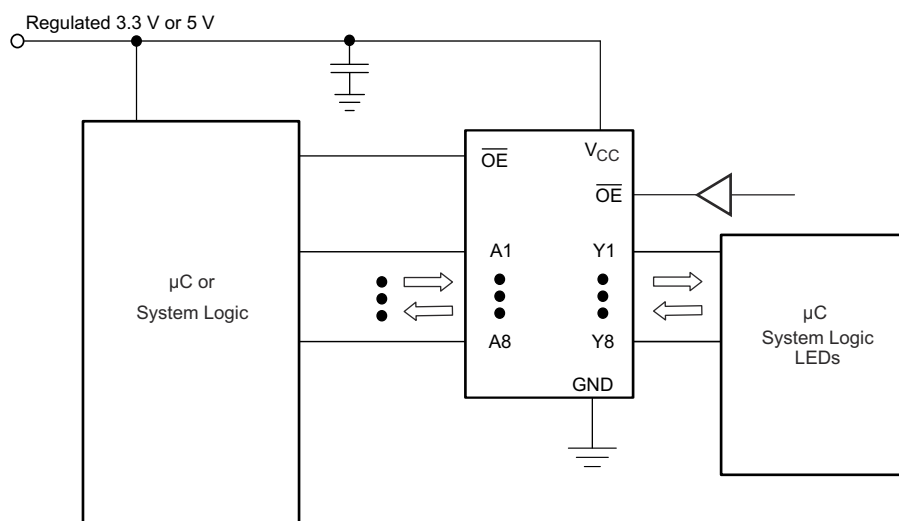 Regulated 3.3 V or 5 V
OE
VCC
OE
A1
Y1
µC or
System Logic
µC
System Logic
LEDs
A8
Y8
GND